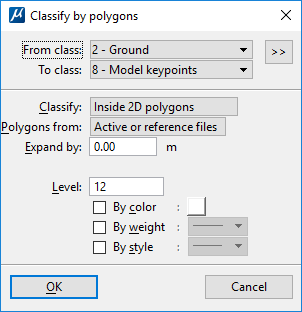 Classify by polygons
From class: 2 - Ground >>
To class: 8 - Model keypoints
Classify: Inside 2D polygons
Polygons from: Active or reference files
Expand by: 0.00 m
Level: 12
By color :
By weight :
By style :
OK Cancel